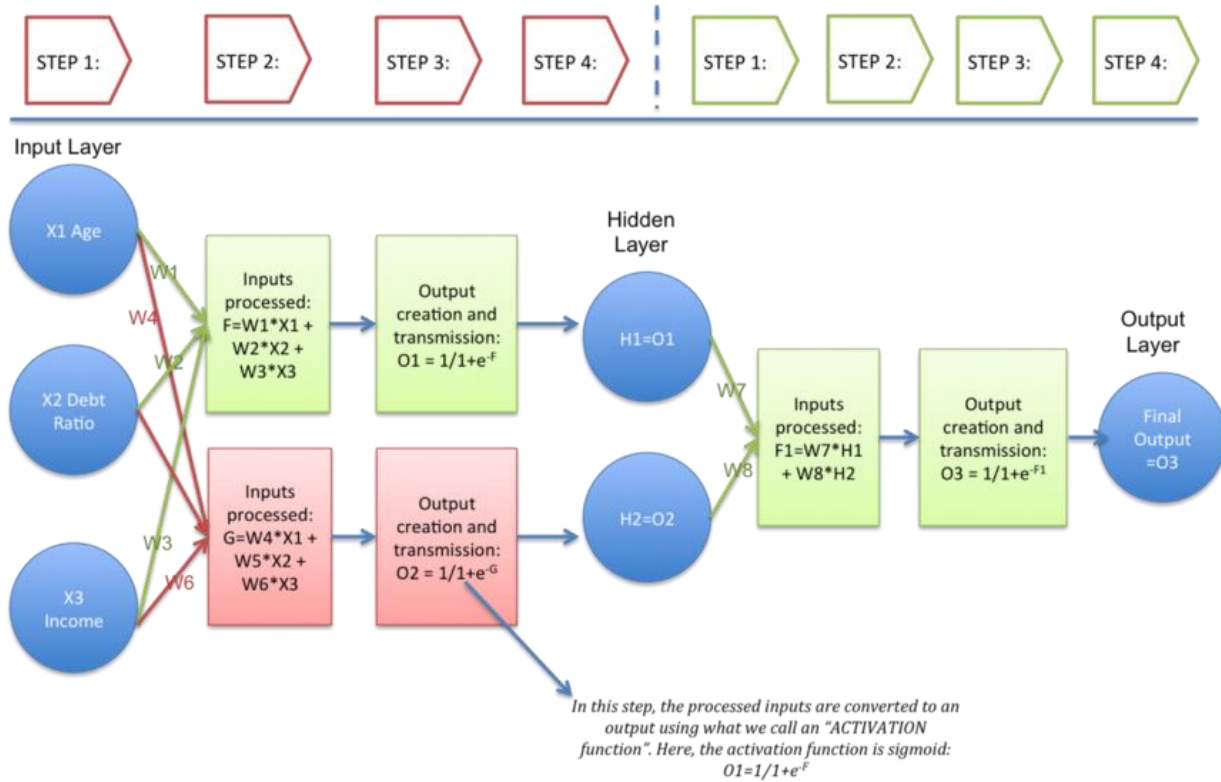 STEP 1:
STEP 2:
STEP 3:
STEP 4:
STEP 1:
STEP 2:
STEP 3:
STEP 4:
Input Layer
X1 Age
X2 Debt
Ratio
X3
Income
W1
W4
W2
W3
W6
Inputs
processed:
F=W1*X1 +
W2*X2 +
W3*X3
Output
creation and
transmission:
O1 = 1/1+e^-F
Inputs
processed:
G=W4*X1 +
W5*X2 +
W6*X3
Output
creation and
transmission:
O2 = 1/1+e^-G
Hidden
Layer
H1=O1
H2=O2
W7
W8
Inputs
processed:
F1=W7*H1
+ W8*H2
Output
creation and
transmission:
O3 = 1/1+e^-F1
Output
Layer
Final
Output
=O3
In this step, the processed inputs are converted to an
output using what we call an “ACTIVATION
function”. Here, the activation function is sigmoid:
O1=1/1+e^-F